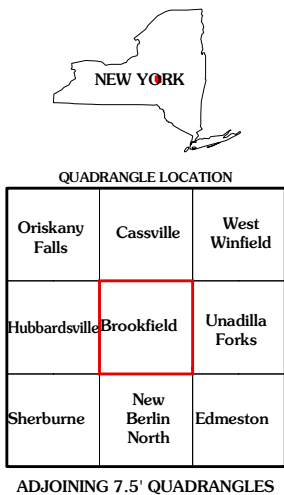 NEW YORK
QUADRANGLE LOCATION
Oriskany
Falls
Cassville
West
Winfield
Hubbardsville
Brookfield
Unadilla
Forks
Sherburne
New
Berlin
North
Edmeston
ADJOINING 7.5' QUADRANGLES